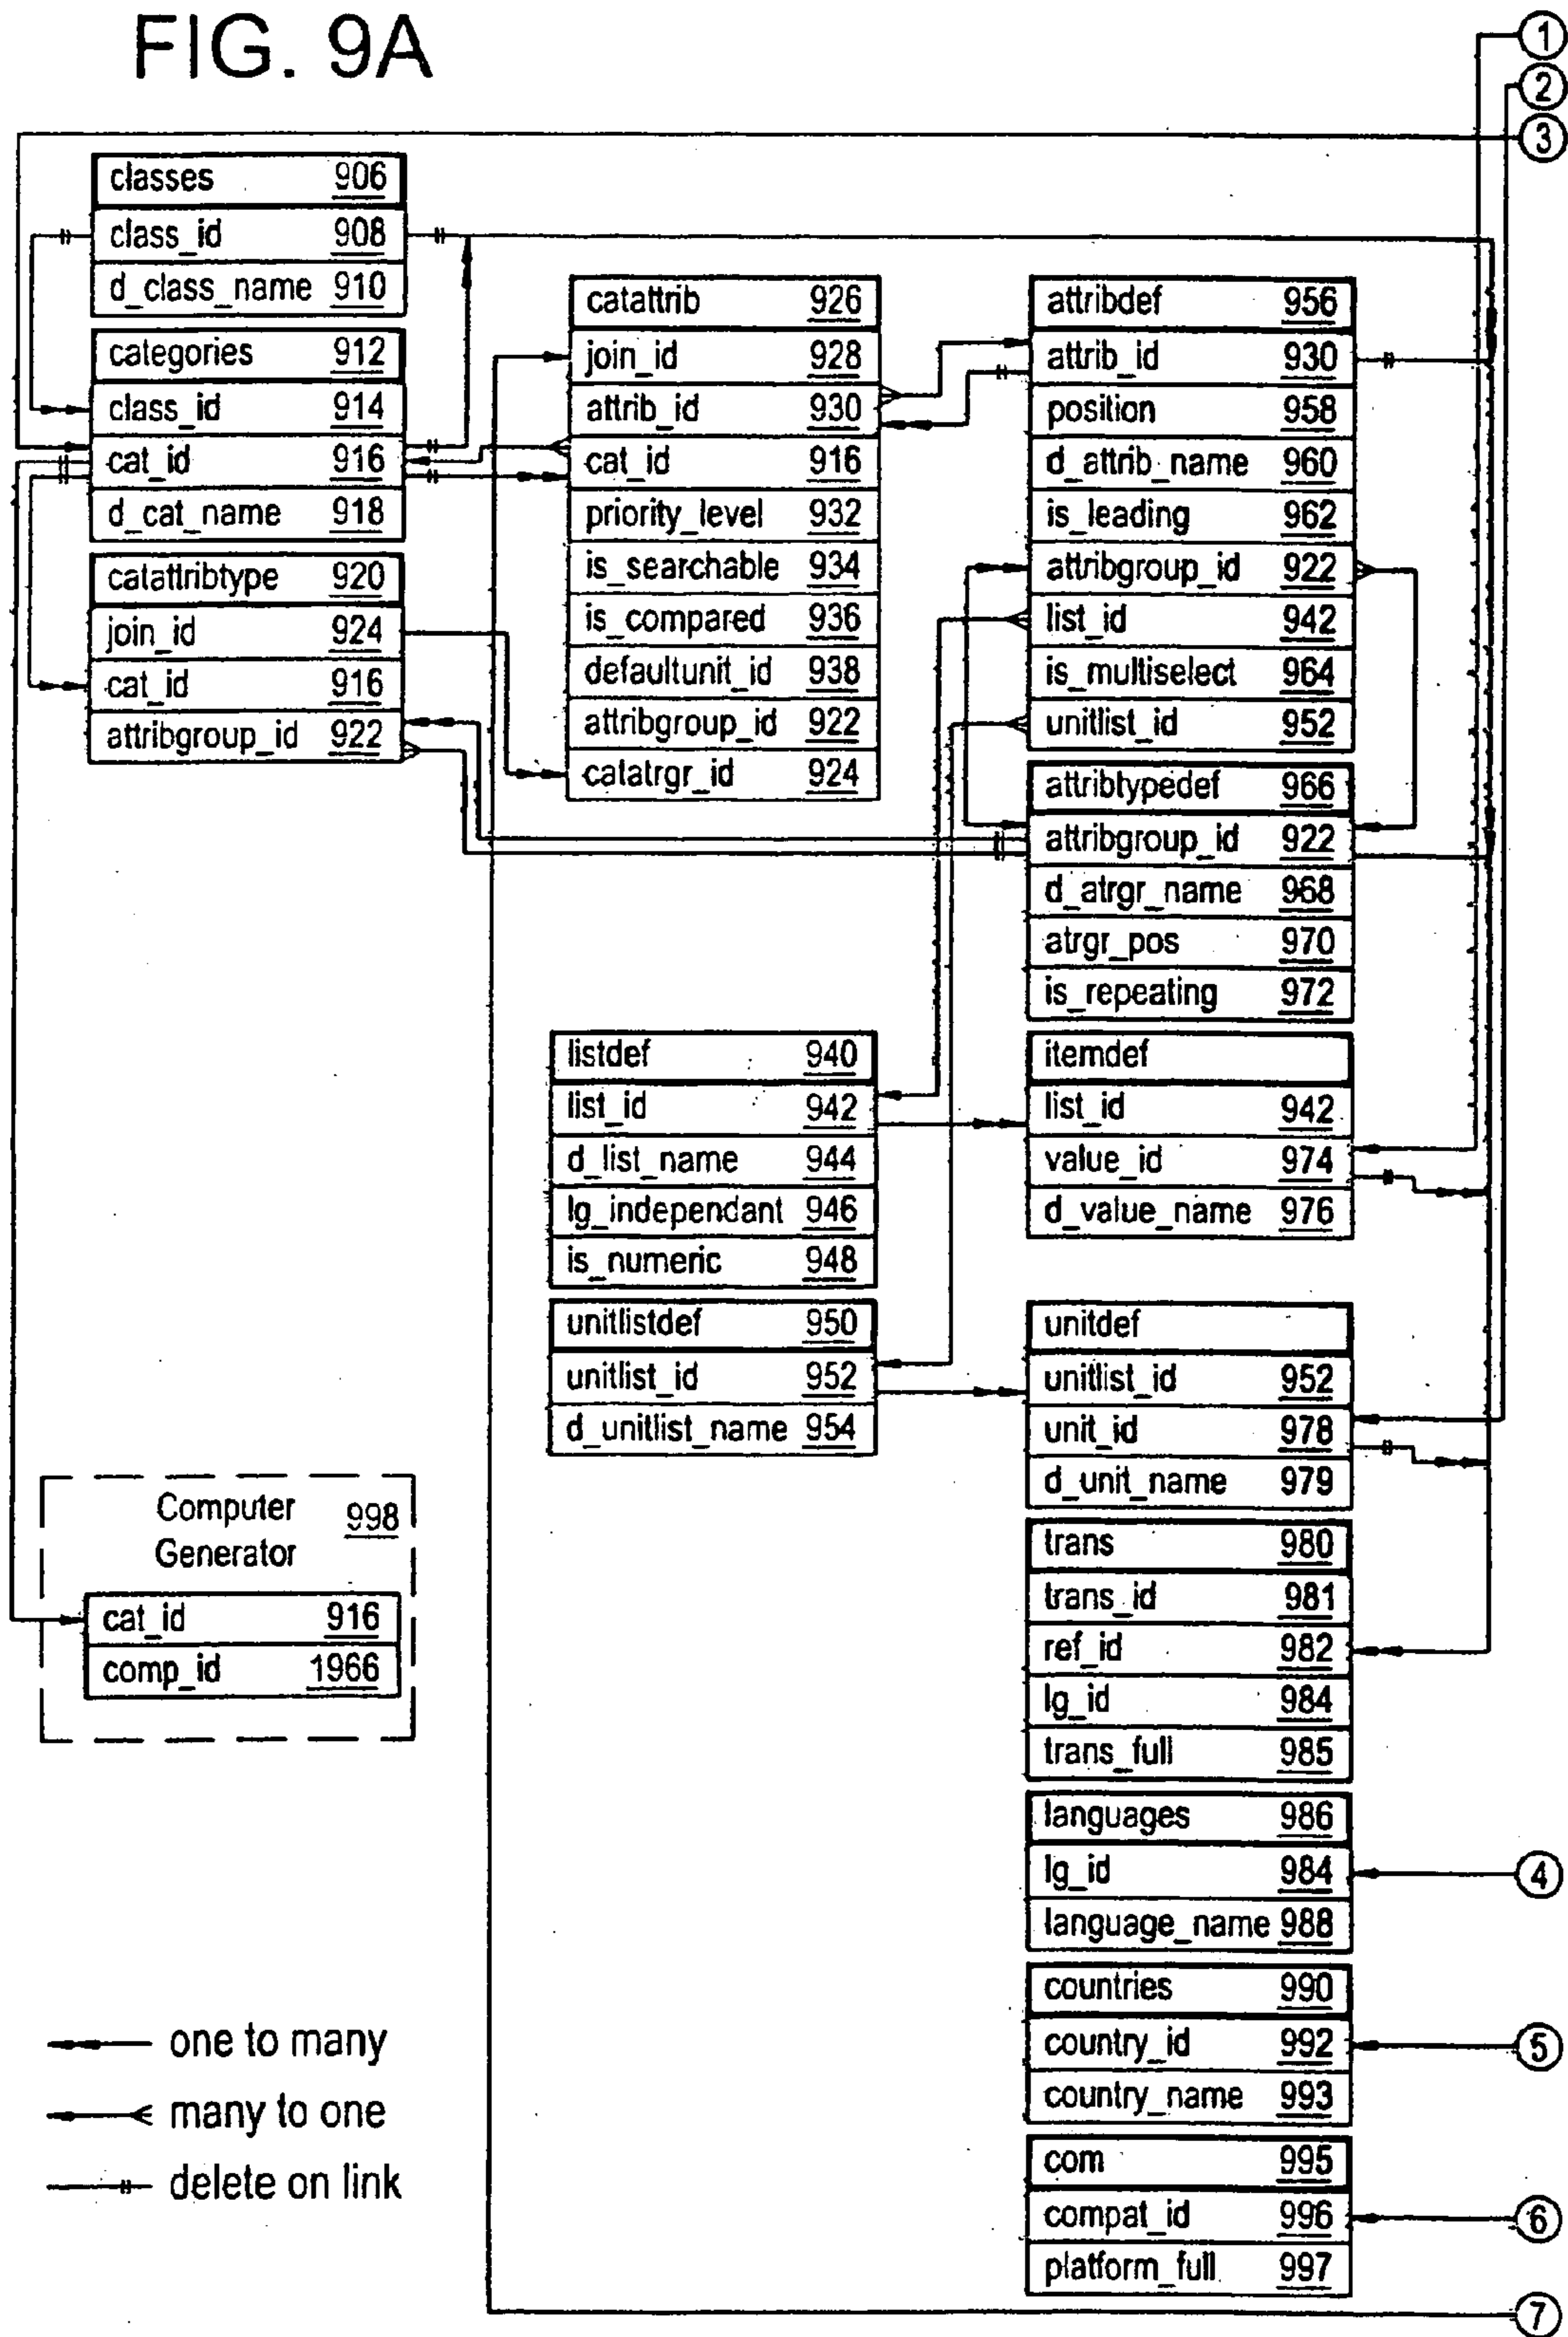 FIG. 9A
1
2
3
classes 906
class_id 908
d_class_name 910
categories 912
class_id 914
cat_id 916
d_cat_name 918
catattribtype 920
join_id 924
cat_id 916
attribgroup_id 922
catattrib 926
join_id 928
attrib_id 930
cat_id 916
priority_level 932
is_searchable 934
is_compared 936
defaultunit_id 938
attribgroup_id 922
catatrgr_id 924
attribdef 956
attrib_id 930
position 958
d_attrib_name 960
is_leading 962
attribgroup_id 922
list_id 942
is_multiselect 964
unitlist_id 952
attribtypedef 966
attribgroup_id 922
d_atrgr_name 968
atrgr_pos 970
is_repeating 972
listdef 940
list_id 942
d_list_name 944
lg_independant 946
is_numeric 948
unitlistdef 950
unitlist_id 952
d_unitlist_name 954
itemdef
list_id 942
value_id 974
d_value_name 976
unitdef
unitlist_id 952
unit_id 978
d_unit_name 979
trans 980
trans_id 981
ref_id 982
lg_id 984
trans_full 985
languages 986
lg_id 984
language_name 988
4
countries 990
country_id 992
country_name 993
5
com 995
compat_id 996
platform_full 997
6
7
Computer 998
Generator
cat_id 916
comp_id 1966
one to many
many to one
delete on link